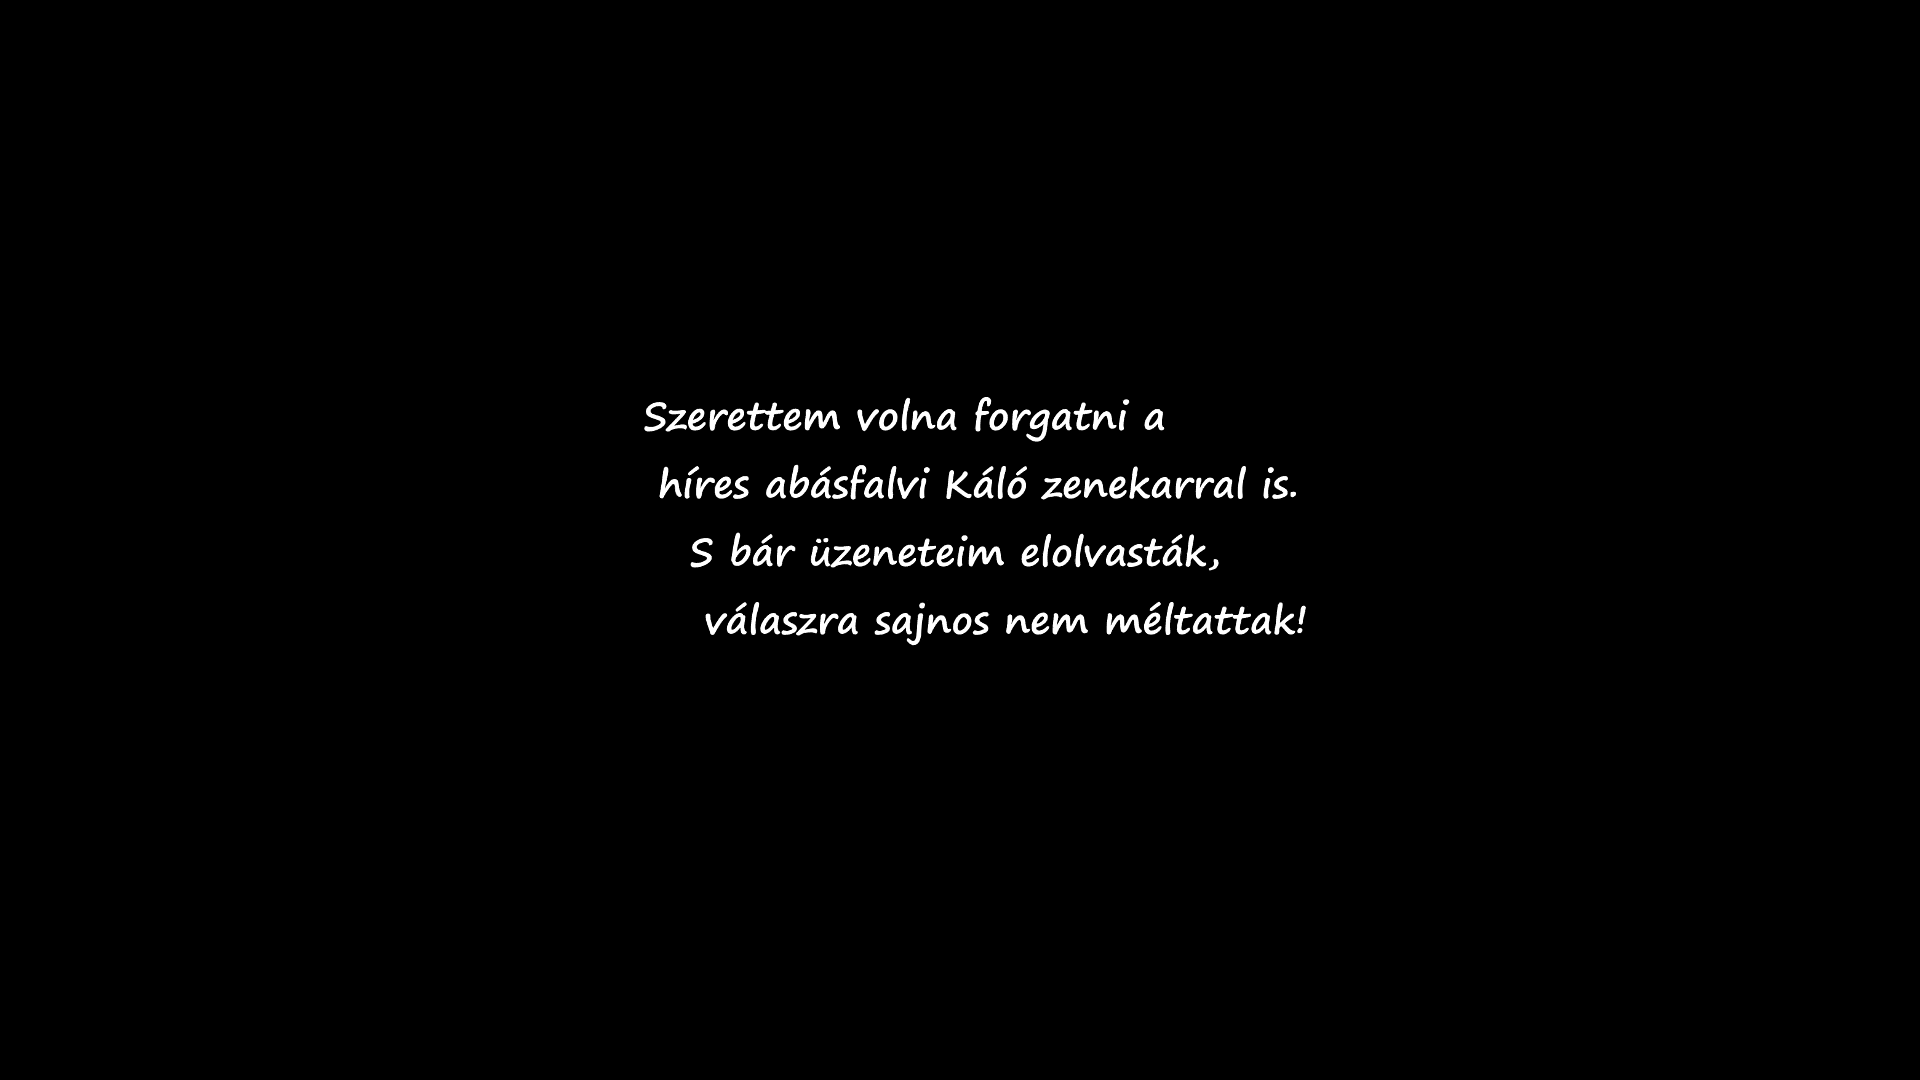 Szerettem volna forgatni a
híres abásfalvi Káló zenekarral is.
S bár üzeneteim elolvasták,
válaszra sajnos nem méltattak!